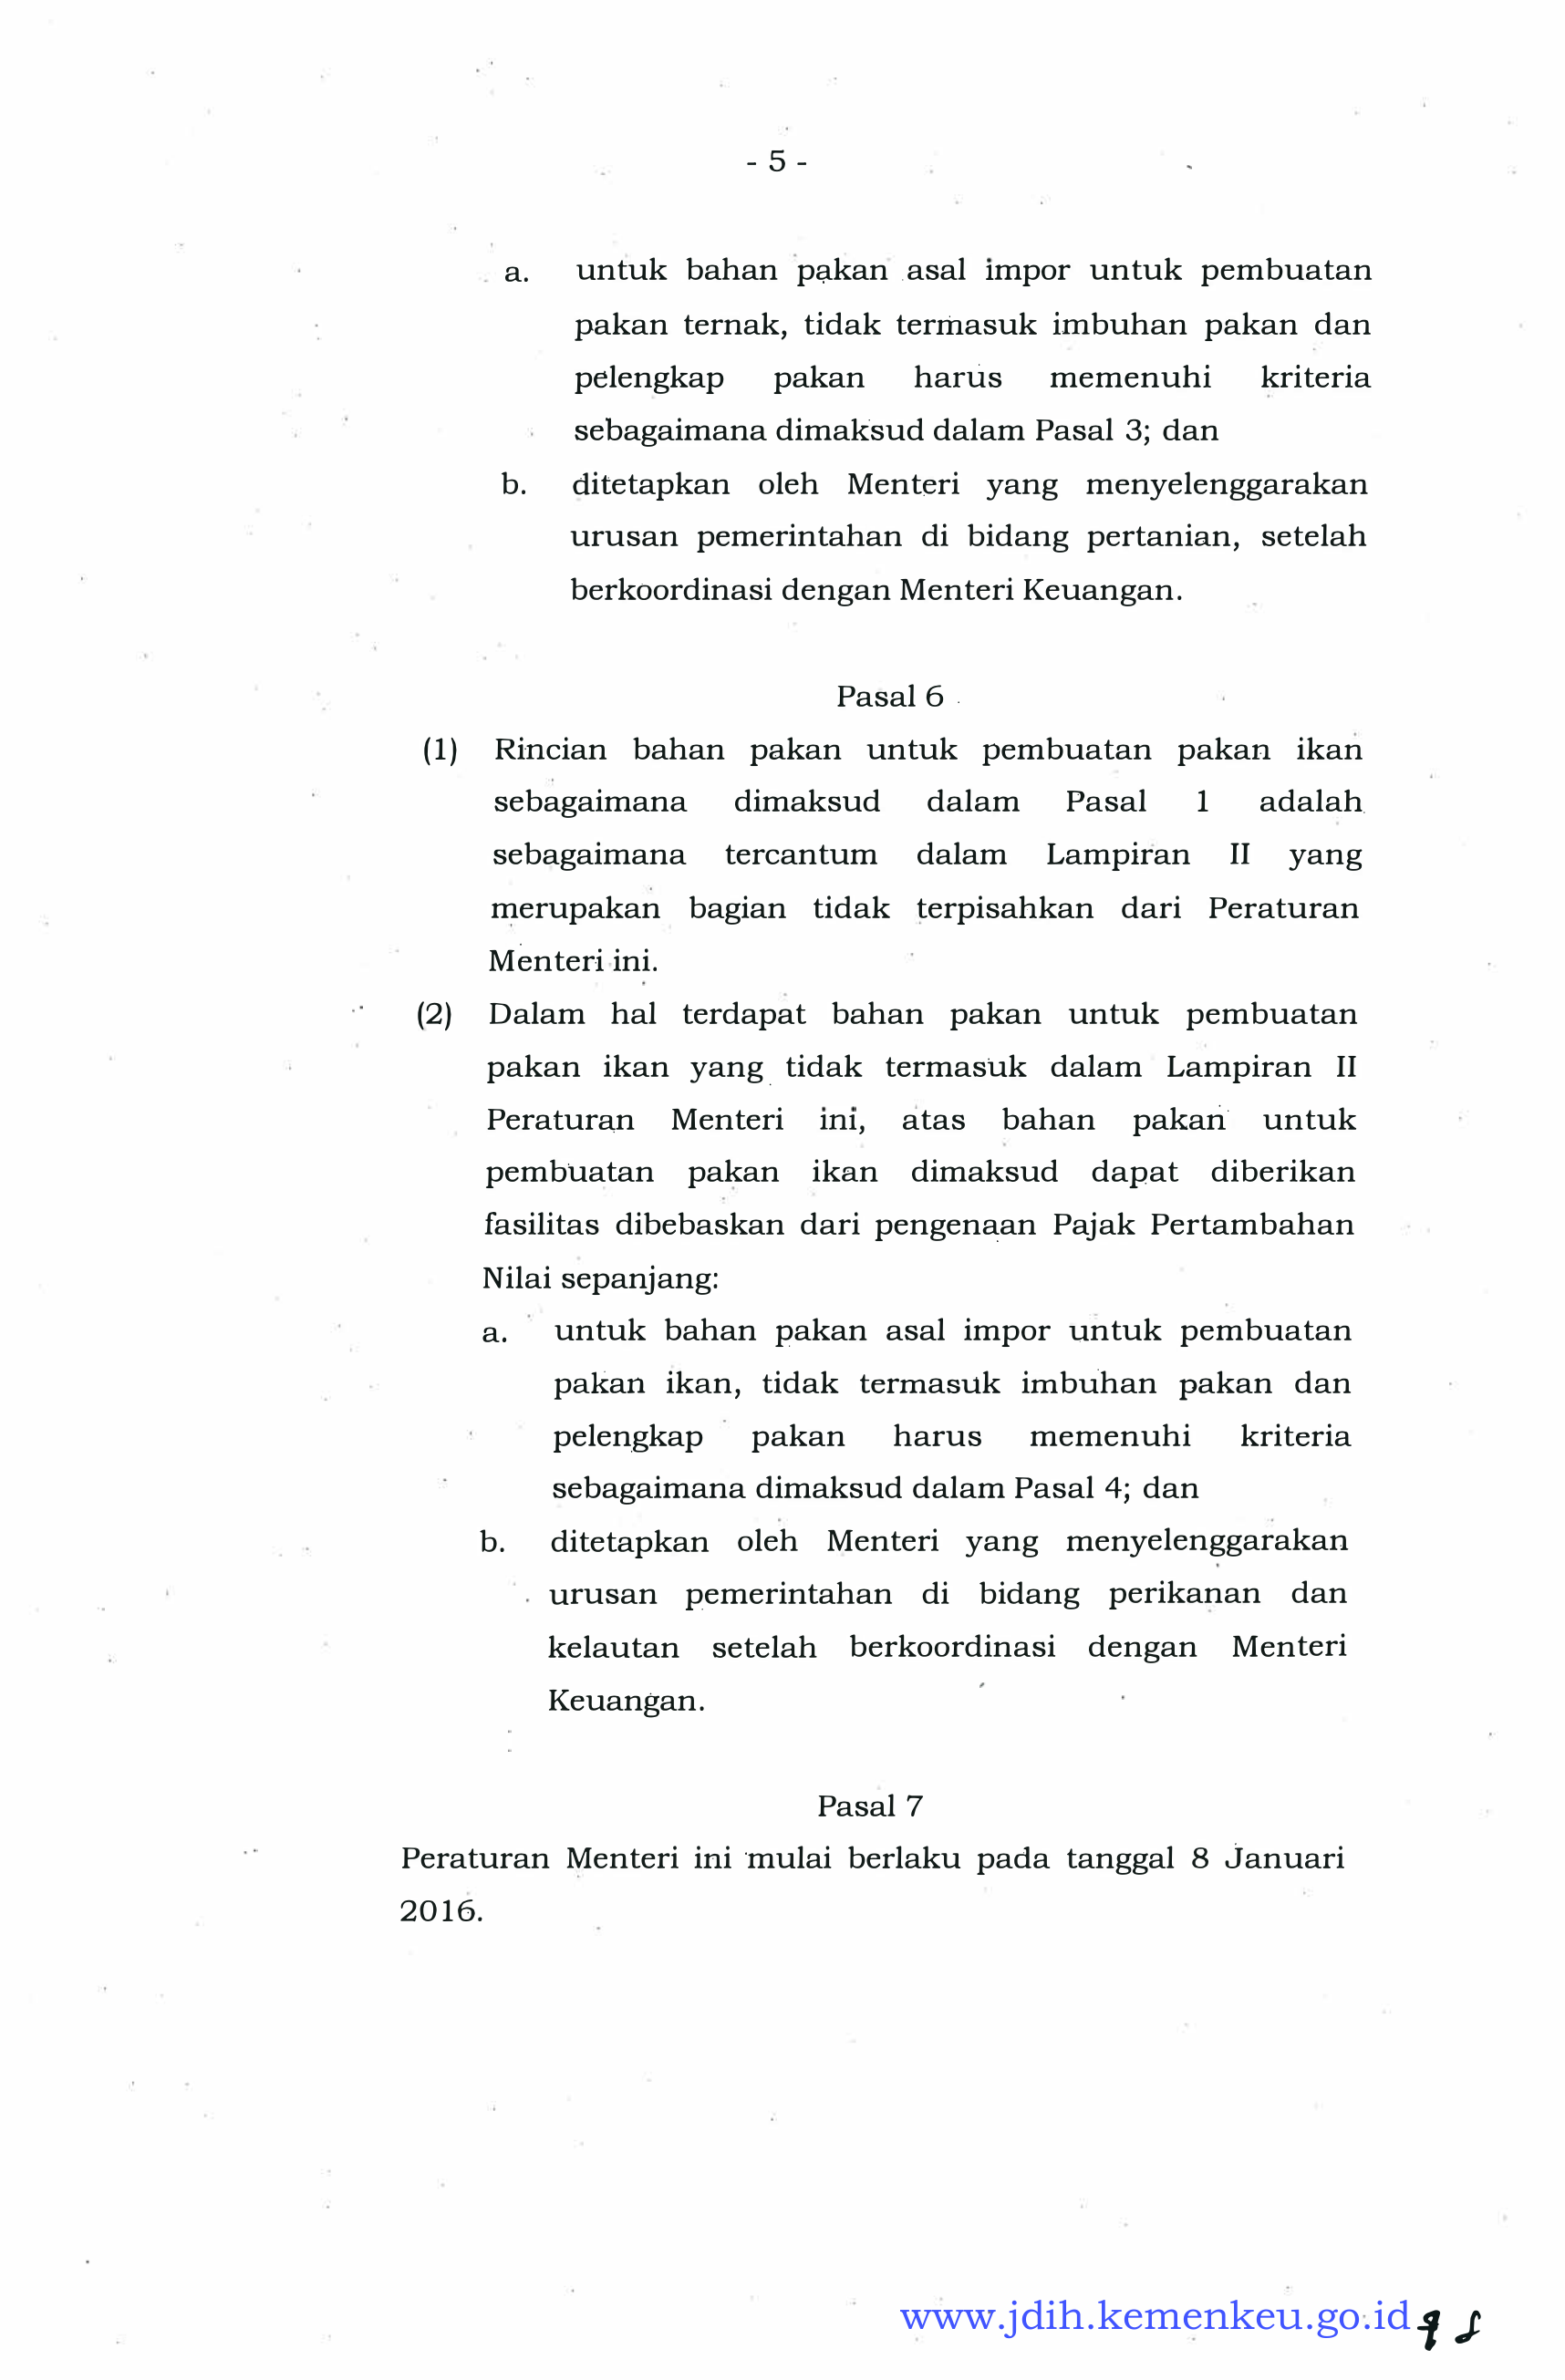 - 5 -
a. untuk bahan pakan asal impor untuk pembuatan
pakan ternak, tidak termasuk imbuhan pakan dan
pelengkap pakan harus memenuhi kriteria
sebagaimana dimaksud dalam Pasal 3; dan
b. ditetapkan oleh Menteri yang menyelenggarakan
urusan pemerintahan di bidang pertanian, setelah
berkoordinasi dengan Menteri Keuangan.
Pasal 6
(1) Rincian bahan pakan untuk pembuatan pakan ikan
sebagaimana dimaksud dalam Pasal 1 adalah
sebagaimana tercantum dalam Lampiran II yang
merupakan bagian tidak terpisahkan dari Peraturan
Menteri ini.
(2) Dalam hal terdapat bahan pakan untuk pembuatan
pakan ikan yang tidak termasuk dalam Lampiran II
Peraturan Menteri ini, atas bahan pakan untuk
pembuatan pakan ikan dimaksud dapat diberikan
fasilitas dibebaskan dari pengenaan Pajak Pertambahan
Nilai sepanjang:
a. untuk bahan pakan asal impor untuk pembuatan
pakan ikan, tidak termasuk imbuhan pakan dan
pelengkap pakan harus memenuhi kriteria
sebagaimana dimaksud dalam Pasal 4; dan
b. ditetapkan oleh Menteri yang menyelenggarakan
urusan pemerintahan di bidang perikanan dan
kelautan setelah berkoordinasi dengan Menteri
Keuangan.
Pasal 7
Peraturan Menteri ini mulai berlaku pada tanggal 8 Januari
2016.
www.jdih.kemenkeu.go.id